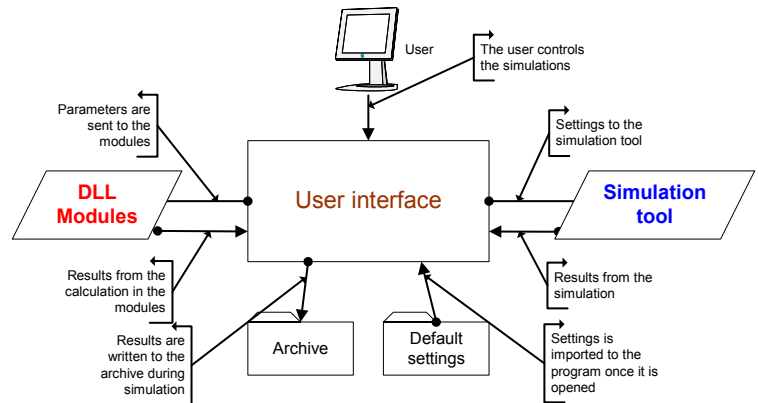 User
The user controls
the simulations
Parameters are
sent to the
modules
Settings to the
simulation tool
DLL
Modules
User interface
Simulation
tool
Results from the
calculation in the
modules
Results from the
simulation
Results are
written to the
archive during
simulation
Archive
Default
settings
Settings is
imported to the
program once it is
opened